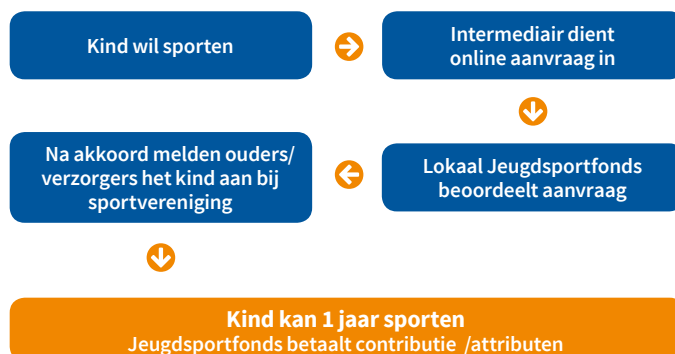 Kind wil sporten
Intermediair dient
online aanvraag in
Lokaal Jeugdsportfonds
beoordeelt aanvraag
Na akkoord melden ouders/
verzorgers het kind aan bij
sportvereniging
Kind kan 1 jaar sporten
Jeugdsportfonds betaalt contributie /attributen